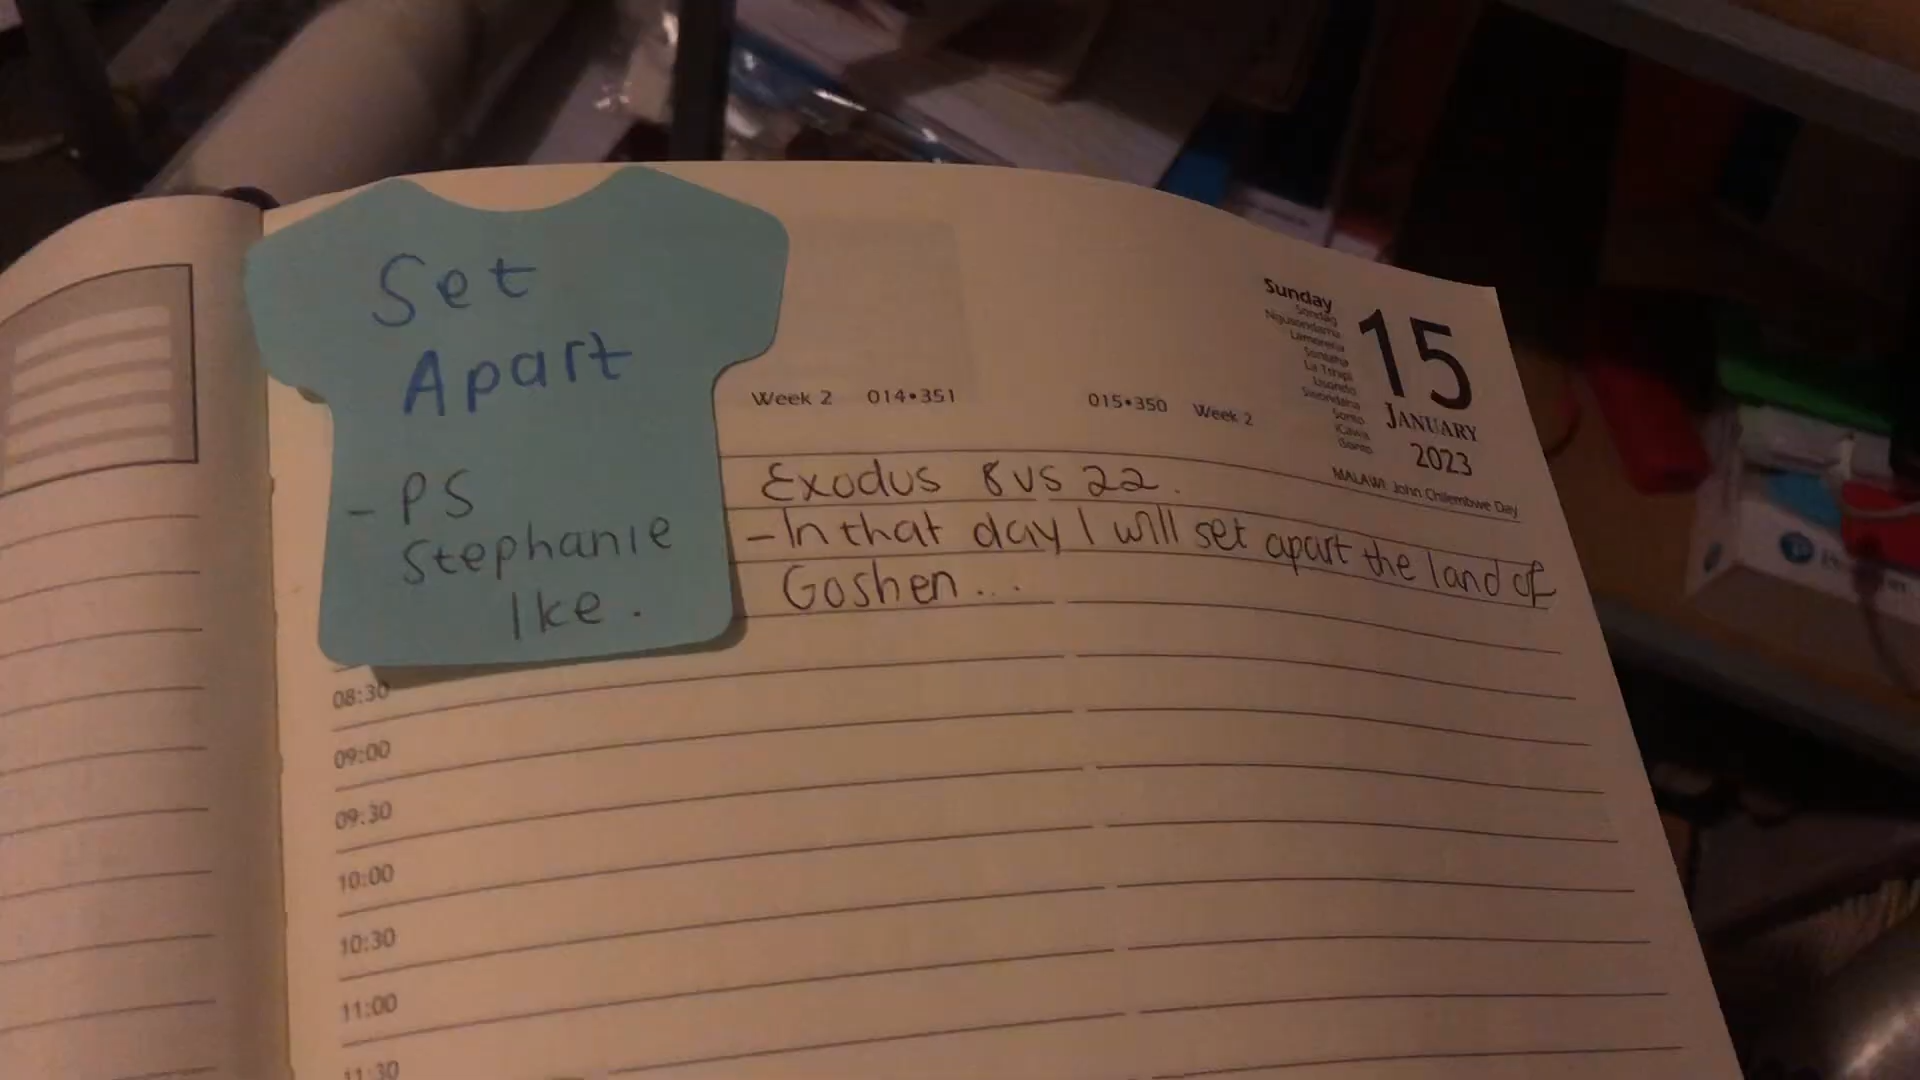 Set
Apart
- PS
Stephanie
Ike.
Week 2 014•351
015•350 Week 2
Sunday
Sondag
15
JANUARY
2023
MALAWI: John Chilembwe Day
Exodus 8 vs 22.
- In that day I will set apart the land of
Goshen...
08:30
09:00
09:30
10:00
10:30
11:00
11:30